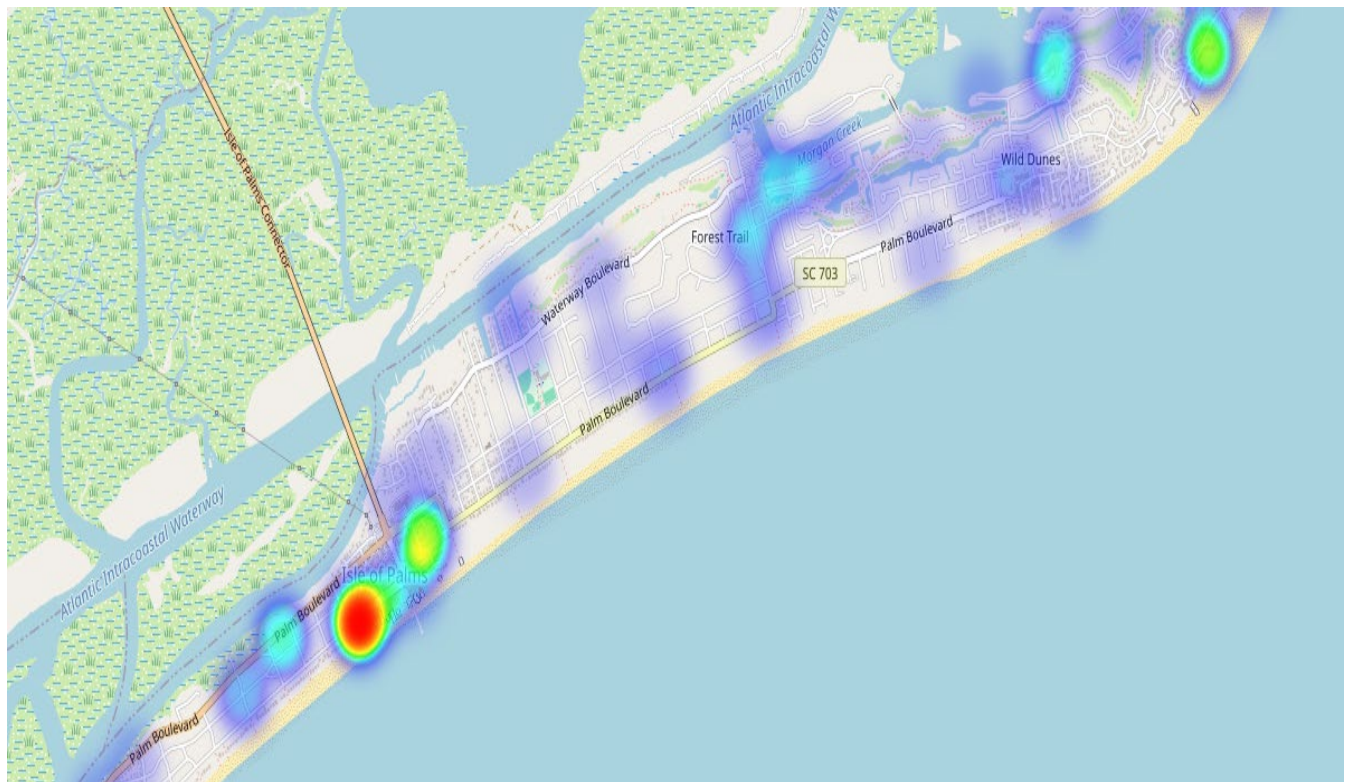 Isle of Palms Connector
Atlantic Intracoastal W
Morgan Creek
Wild Dunes
Forest Trail
Palm Boulevard
SC 703
Waterway Boulevard
Palm Boulevard
Atlantic Intracoastal Waterway
Isle of Palms
Palm Boulevard
Palm Boulevard